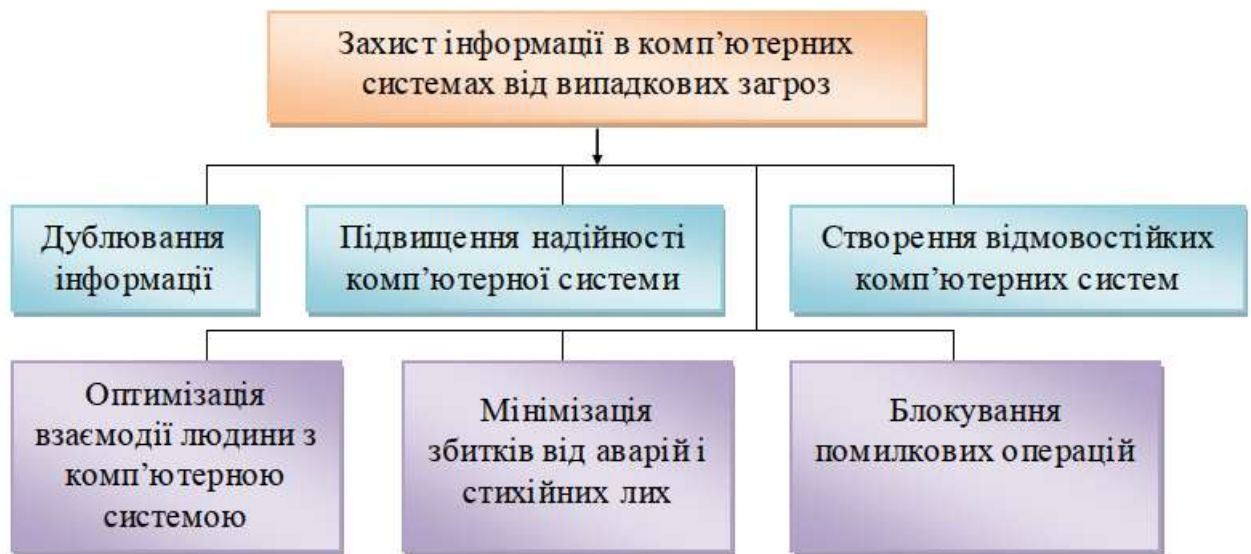 Захист інформації в комп’ютерних
системах від випадкових загроз
Дублювання
інформації
Підвищення надійності
комп’ютерної системи
Створення відмовостійких
комп’ютерних систем
Оптимізація
взаємодії людини з
комп’ютерною
системою
Мінімізація
збитків від аварій і
стихійних лих
Блокування
помилкових операцій